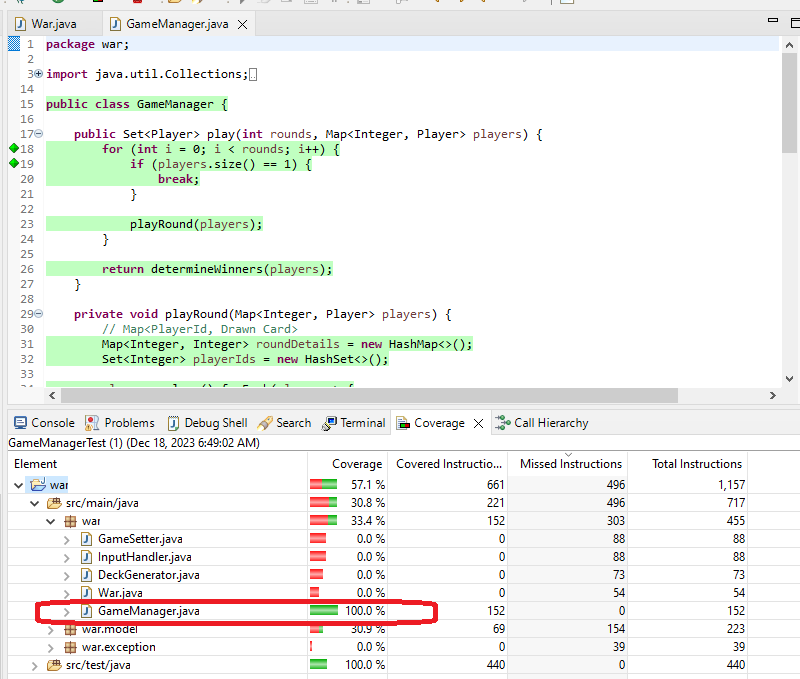 War.java GameManager.java
1 package war;
2
3 import java.util.Collections;
14
15 public class GameManager {
16
17 public Set<Player> play(int rounds, Map<Integer, Player> players) {
18 for (int i = 0; i < rounds; i++) {
19 if (players.size() == 1) {
20 break;
21 }
22
23 playRound(players);
24 }
25
26 return determineWinners(players);
27 }
28
29 private void playRound(Map<Integer, Player> players) {
30 // Map<PlayerId, Drawn Card>
31 Map<Integer, Integer> roundDetails = new HashMap<>();
32 Set<Integer> playerIds = new HashSet<>();
33
Console Problems Debug Shell Search Terminal Coverage Call Hierarchy
GameManagerTest (1) (Dec 18, 2023 6:49:02 AM)
Element Coverage Covered Instructio... Missed Instructions Total Instructions
war 57.1 % 661 496 1,157
src/main/java 30.8 % 221 496 717
war 33.4 % 152 303 455
GameSetter.java 0.0 % 0 88 88
InputHandler.java 0.0 % 0 88 88
DeckGenerator.java 0.0 % 0 73 73
War.java 0.0 % 0 54 54
GameManager.java 100.0 % 152 0 152
war.model 30.9 % 69 154 223
war.exception 0.0 % 0 39 39
src/test/java 100.0 % 440 0 440